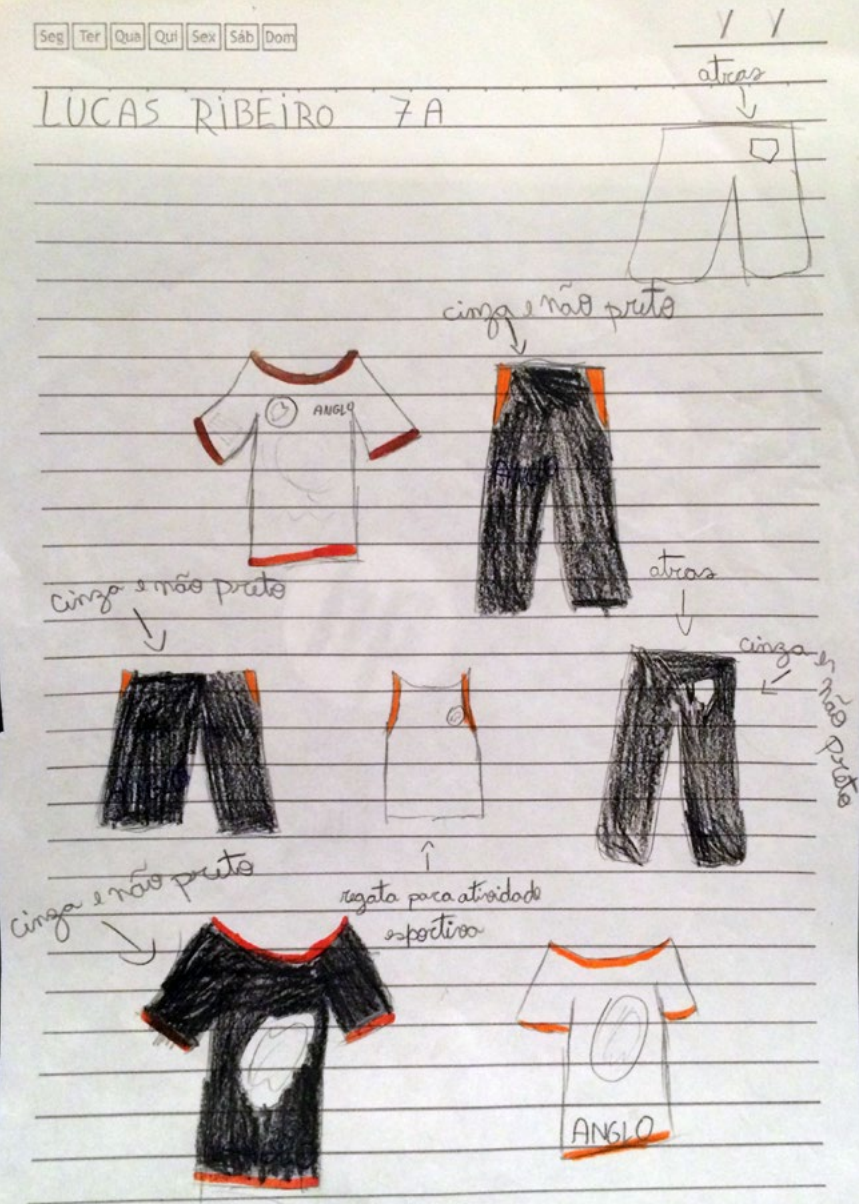 Seg Ter Qua Qui Sex Sáb Dom
atras
LUCAS RIBEIRO 7A
cinza e não preto
ANGLO
cinza e não preto
atras
cinza e não preto
cinza e não preto
regata para atividade
esportiva
ANGLO